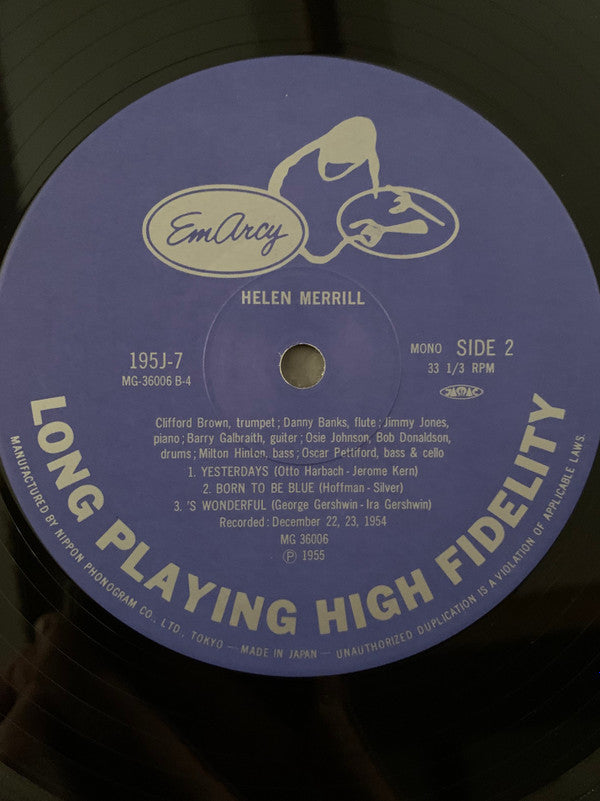 EmArcy
HELEN MERRILL
195J-7
MG-36006 B-4
MONO SIDE 2
33 1/3 RPM
JASRAC
Clifford Brown, trumpet; Danny Banks, flute; Jimmy Jones,
piano; Barry Galbraith, guiter; Osie Johnson, Bob Donaldson,
drums; Milton Hinlon, bass; Oscar Pettiford, bass & cello
1. YESTERDAYS (Otto Harbach - Jerome Kern)
2. BORN TO BE BLUE (Hoffman - Silver)
3. 'S WONDERFUL (George Gershwin - Ira Gershwin)
Recorded: December 22, 23, 1954
MG 36006
Ⓟ 1955
LONG PLAYING HIGH FIDELITY
MANUFACTURED BY NIPPON PHONOGRAM CO., LTD., TOKYO — MADE IN JAPAN — UNAUTHORIZED DUPLICATION IS A VIOLATION OF APPLICABLE LAWS.